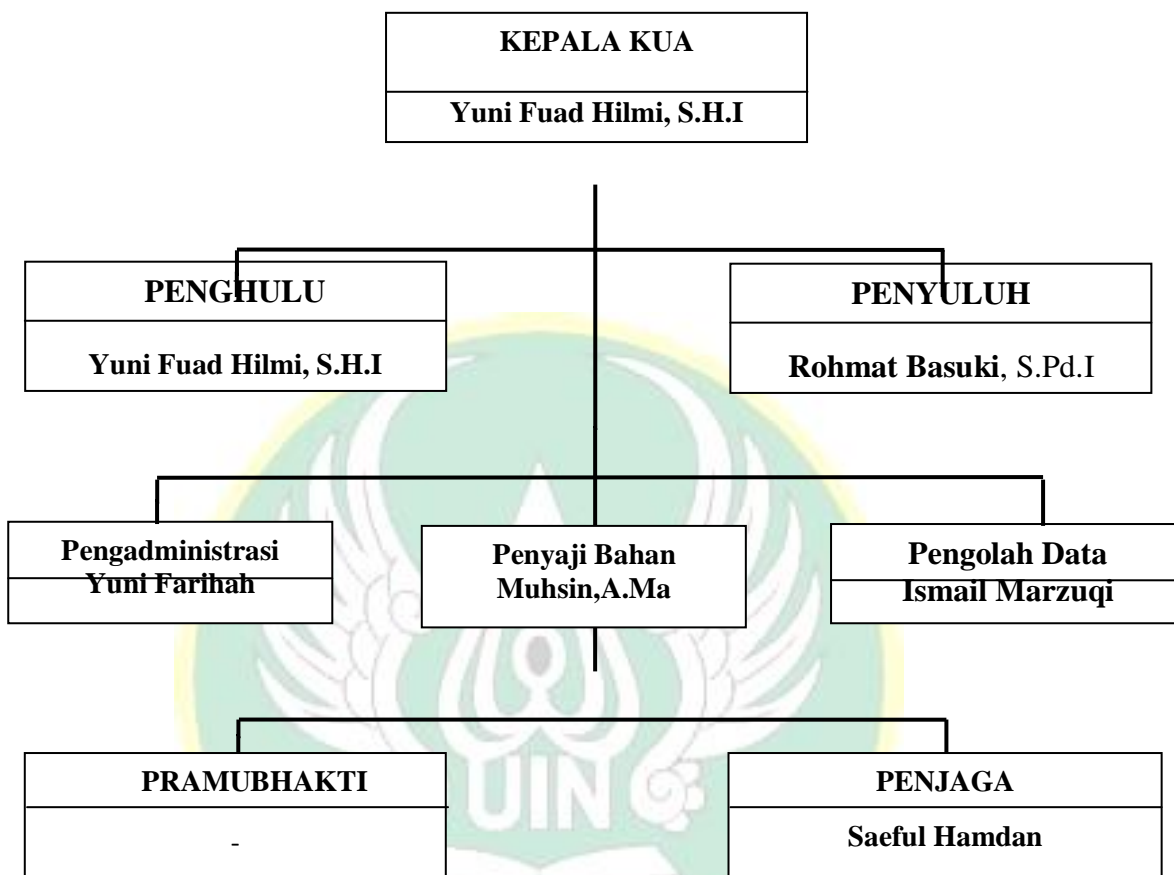 KEPALA KUA
Yuni Fuad Hilmi, S.H.I
PENGHULU
Yuni Fuad Hilmi, S.H.I
PENYULUH
Rohmat Basuki, S.Pd.I
Pengadministrasi
Yuni Farihah
Penyaji Bahan
Muhsin,A.Ma
Pengolah Data
Ismail Marzuqi
PRAMUBHAKTI
-
PENJAGA
Saeful Hamdan
UIN